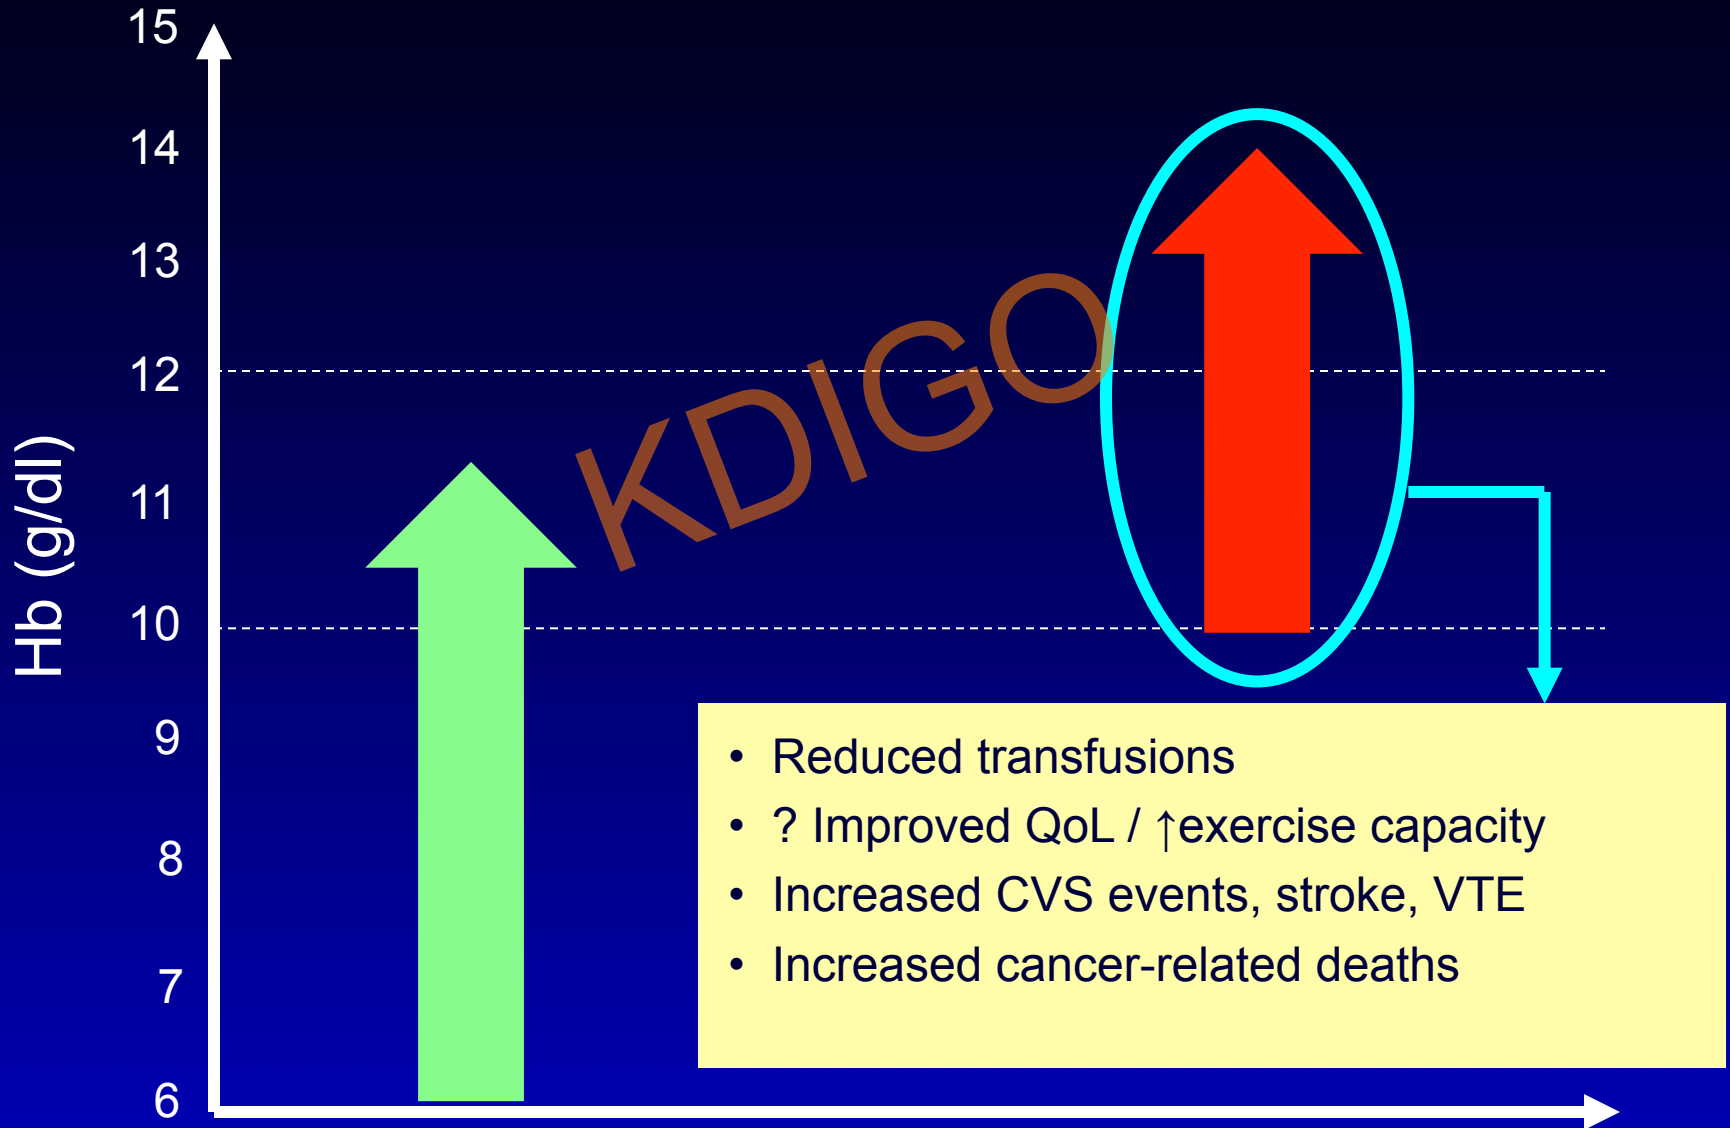 15
14
13
12
11
10
9
8
7
6
Hb (g/dl)
KDIGO
• Reduced transfusions
• ? Improved QoL / ↑exercise capacity
• Increased CVS events, stroke, VTE
• Increased cancer-related deaths